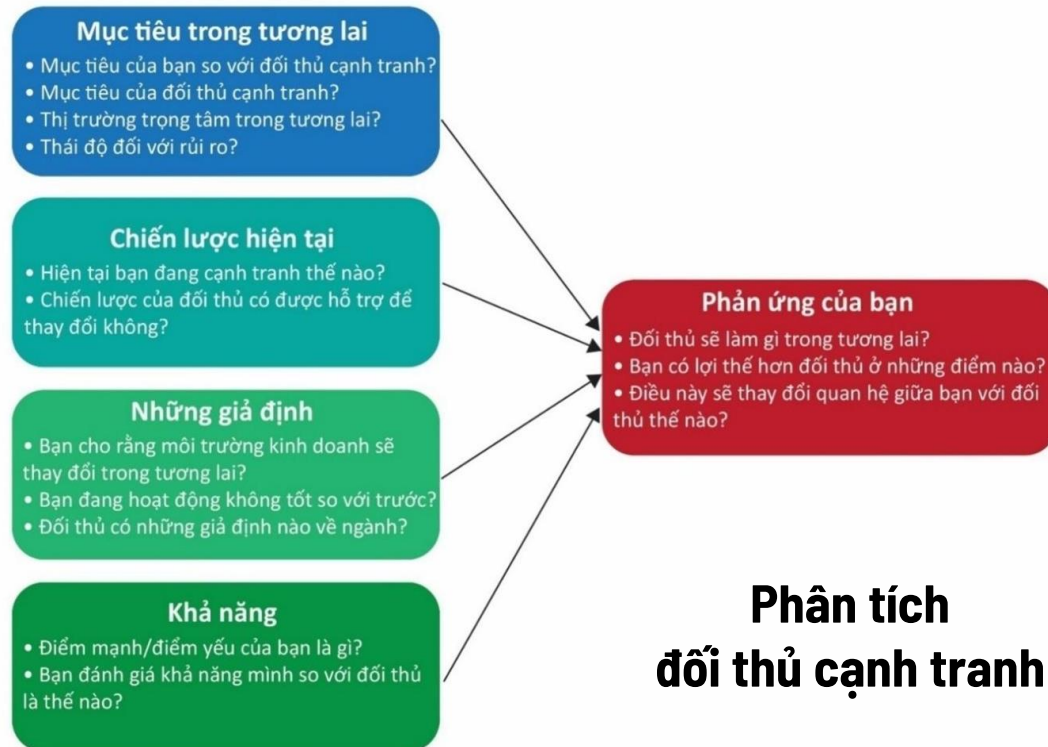 Mục tiêu trong tương lai
• Mục tiêu của bạn so với đối thủ cạnh tranh?
• Mục tiêu của đối thủ cạnh tranh?
• Thị trường trọng tâm trong tương lai?
• Thái độ đối với rủi ro?
Chiến lược hiện tại
• Hiện tại bạn đang cạnh tranh thế nào?
• Chiến lược của đối thủ có được hỗ trợ để
thay đổi không?
Những giả định
• Bạn cho rằng môi trường kinh doanh sẽ
thay đổi trong tương lai?
• Bạn đang hoạt động không tốt so với trước?
• Đối thủ có những giả định nào về ngành?
Khả năng
• Điểm mạnh/điểm yếu của bạn là gì?
• Bạn đánh giá khả năng mình so với đối thủ
là thế nào?
Phản ứng của bạn
• Đối thủ sẽ làm gì trong tương lai?
• Bạn có lợi thế hơn đối thủ ở những điểm nào?
• Điều này sẽ thay đổi quan hệ giữa bạn với đối
thủ thế nào?
Phân tích
đối thủ cạnh tranh